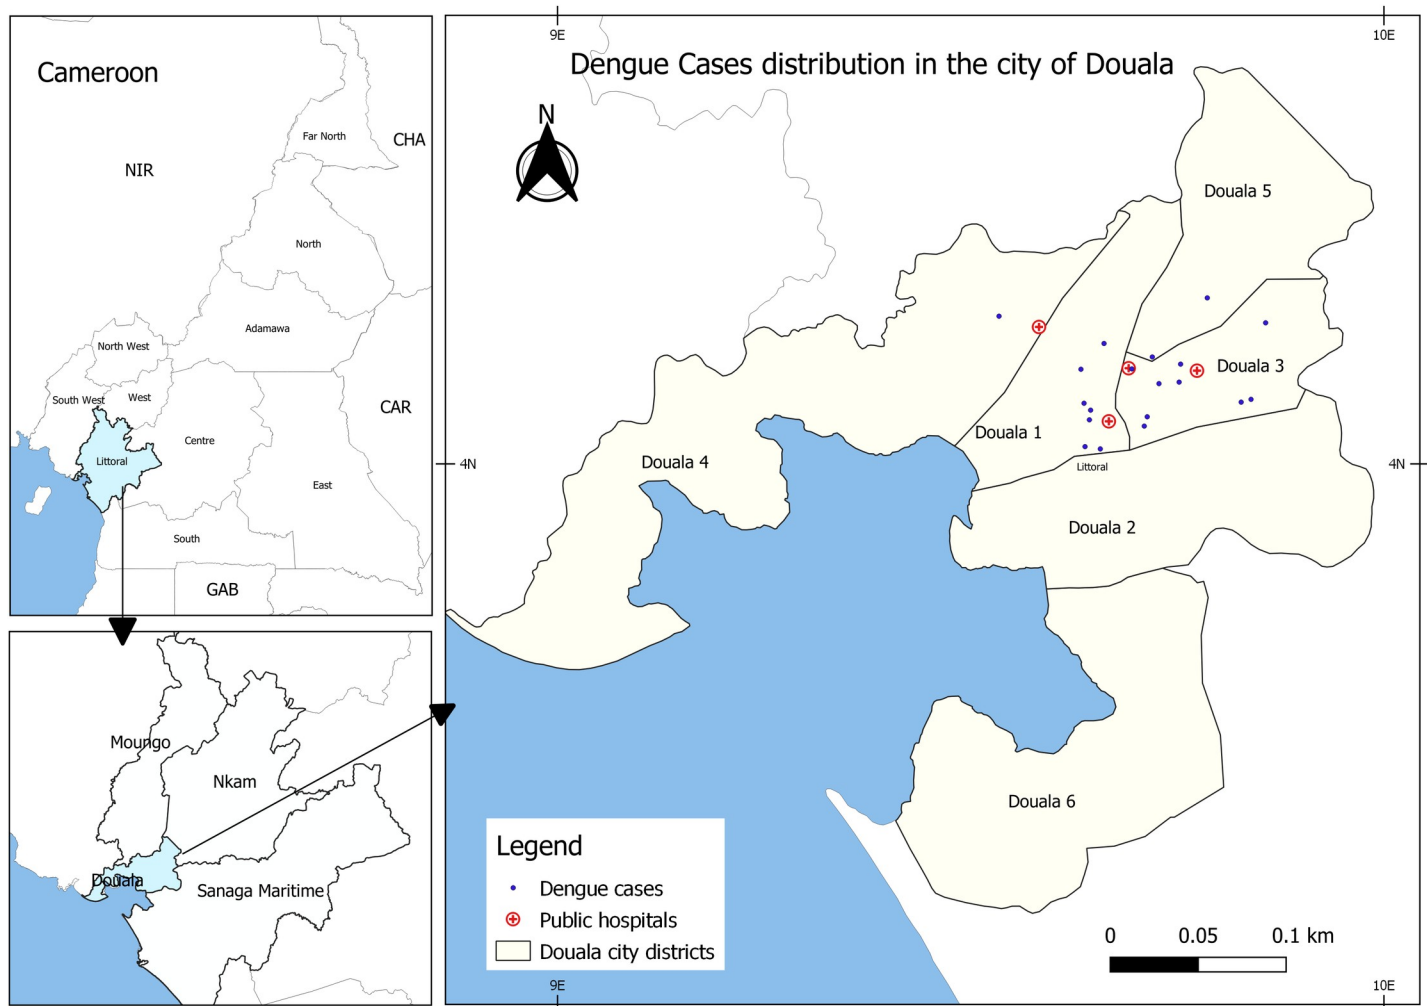 Cameroon
Far North
CHA
NIR
North
Adamawa
North West
South West
West
CAR
Centre
Littoral
East
South
GAB
Moungo
Nkam
Douala
Sanaga Maritime
9E
10E
Dengue Cases distribution in the city of Douala
N
Douala 5
Douala 3
Douala 1
Douala 4
4N
4N
Littoral
Douala 2
Douala 6
Legend
Dengue cases
Public hospitals
Douala city districts
0 0.05 0.1 km
9E
10E